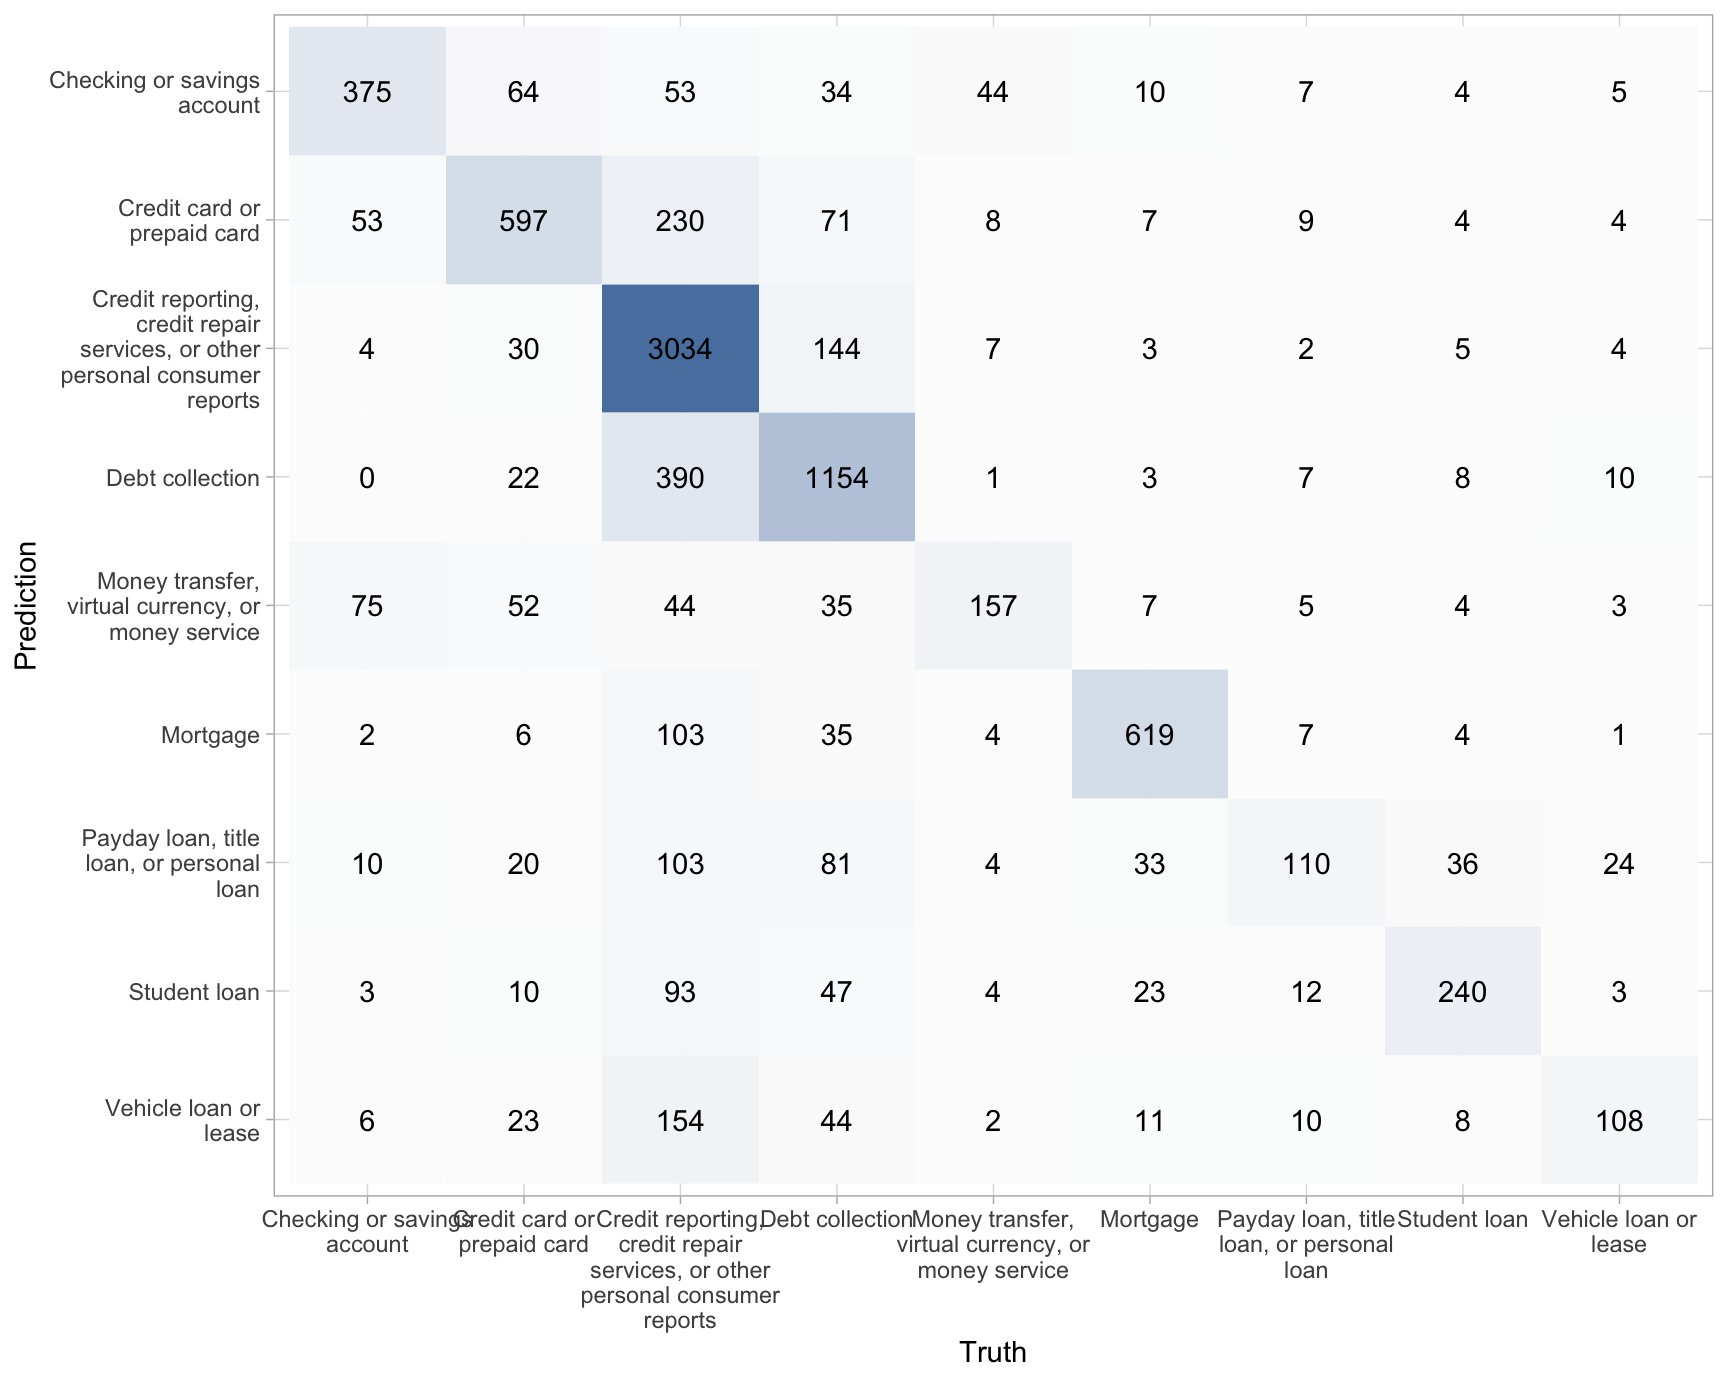 Checking or savings
account
375 64 53 34 44 10 7 4 5
Credit card or
prepaid card
53 597 230 71 8 7 9 4 4
Credit reporting,
credit repair
services, or other
personal consumer
reports
4 30 3034 144 7 3 2 5 4
Debt collection
0 22 390 1154 1 3 7 8 10
Money transfer,
virtual currency, or
money service
75 52 44 35 157 7 5 4 3
Mortgage
2 6 103 35 4 619 7 4 1
Payday loan, title
loan, or personal
loan
10 20 103 81 4 33 110 36 24
Student loan
3 10 93 47 4 23 12 240 3
Vehicle loan or
lease
6 23 154 44 2 11 10 8 108
Prediction
Checking or savings
account
Credit card or
prepaid card
Credit reporting,
credit repair
services, or other
personal consumer
reports
Debt collection
Money transfer,
virtual currency, or
money service
Mortgage
Payday loan, title
loan, or personal
loan
Student loan
Vehicle loan or
lease
Truth